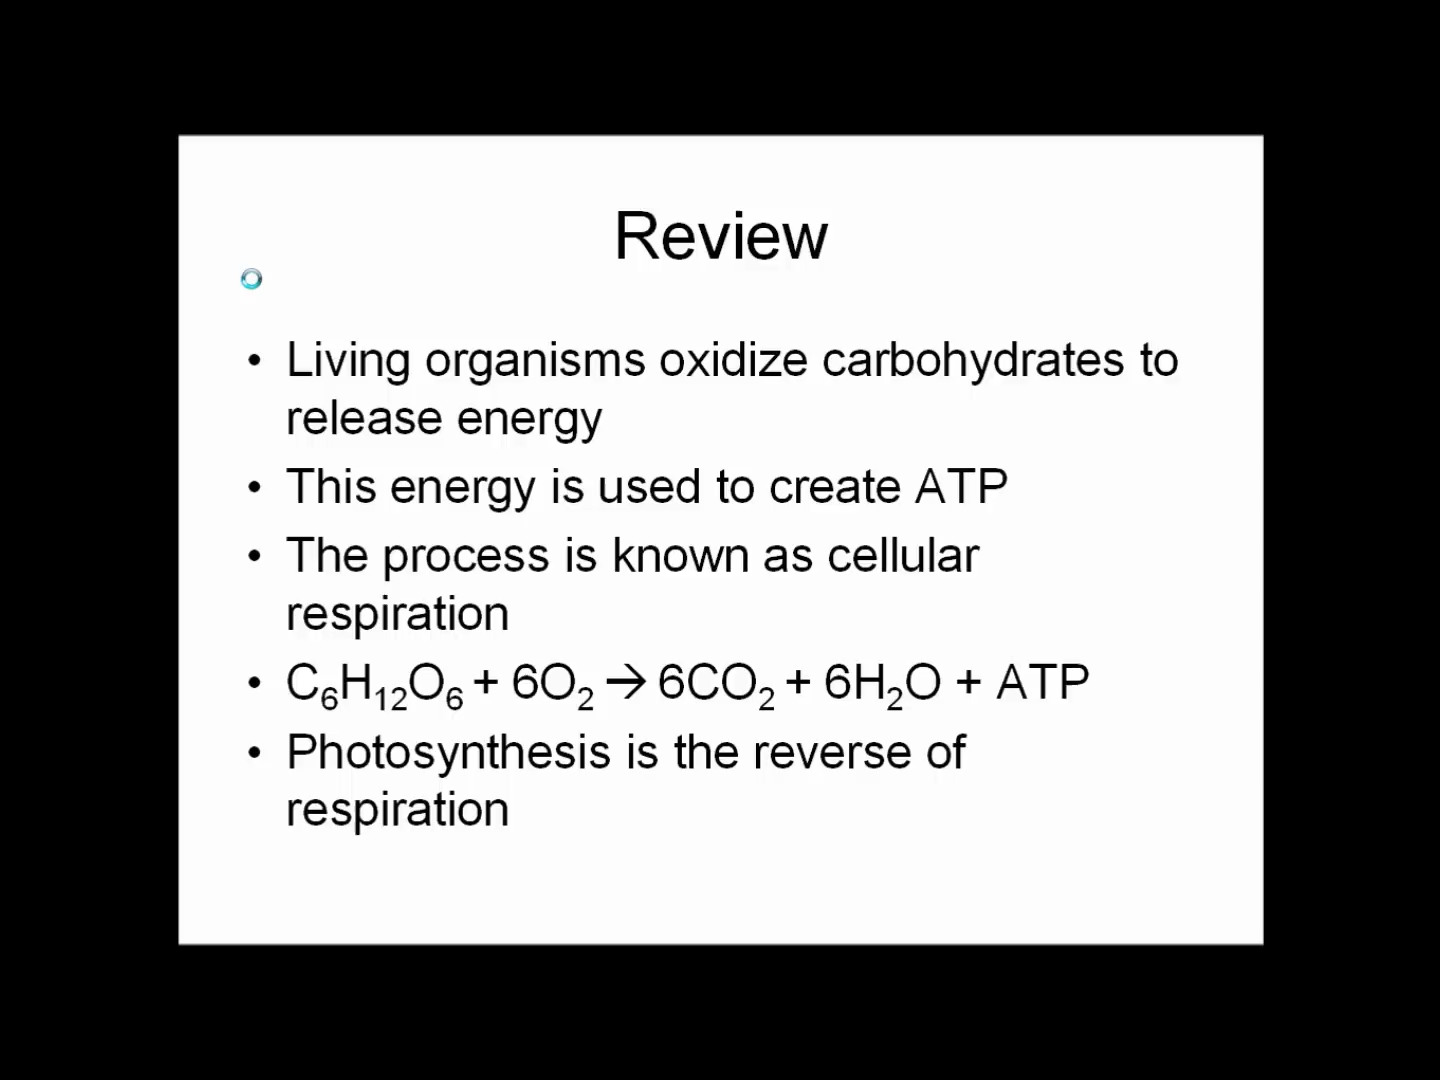 Review
• Living organisms oxidize carbohydrates to
release energy
• This energy is used to create ATP
• The process is known as cellular
respiration
• C₆H₁₂O₆ + 6O₂ → 6CO₂ + 6H₂O + ATP
• Photosynthesis is the reverse of
respiration